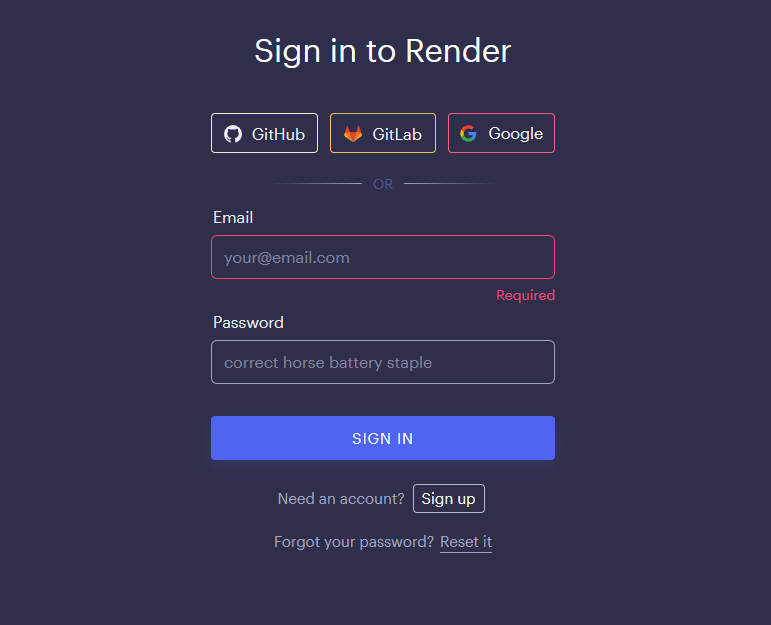 Sign in to Render
GitHub GitLab Google
OR
Email
your@email.com
Required
Password
correct horse battery staple
SIGN IN
Need an account? Sign up
Forgot your password? Reset it